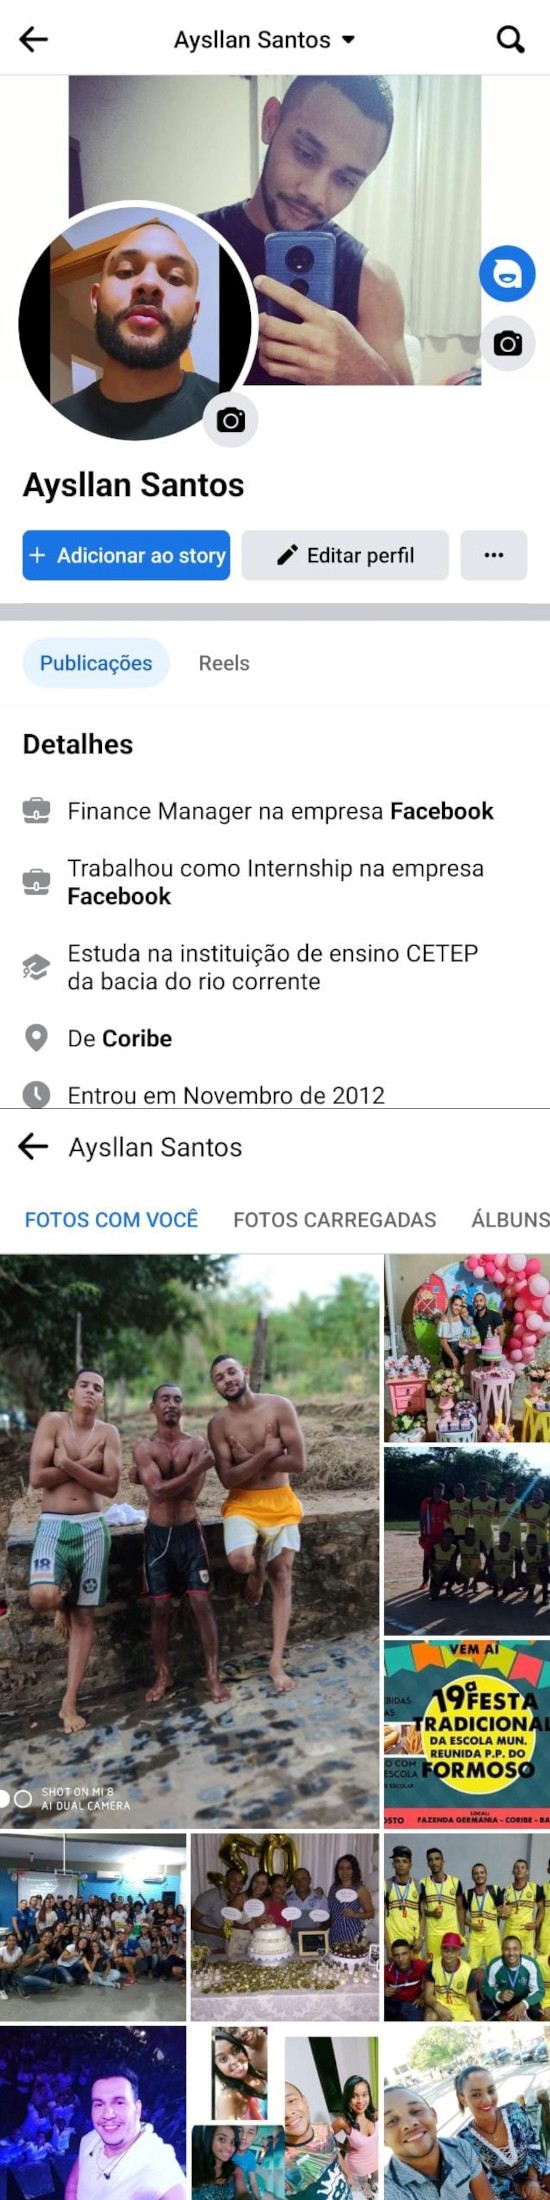 Aysllan Santos
Aysllan Santos
+ Adicionar ao story
Editar perfil
Publicações
Reels
Detalhes
Finance Manager na empresa Facebook
Trabalhou como Internship na empresa
Facebook
Estuda na instituição de ensino CETEP
da bacia do rio corrente
De Coribe
Entrou em Novembro de 2012
Aysllan Santos
FOTOS COM VOCÊ
FOTOS CARREGADAS
ÁLBUNS
18
SHOT ON MI 8
AI DUAL CAMERA
VEM AÍ
19ª FESTA
TRADICIONAL
DA ESCOLA MUN.
REUNIDA P.P. DO
FORMOSO
LOCAL:
FAZENDA GERMANIA - CORIBE - BA
50